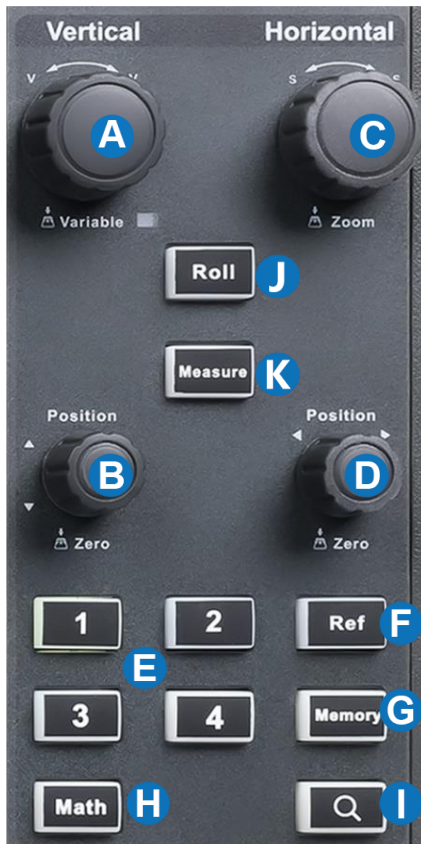 Vertical Horizontal
V V S S
A C
Variable Zoom
Roll J
Measure K
Position Position
B D
Zero Zero
1 2 Ref F
E
3 4 Memory G
Math H I